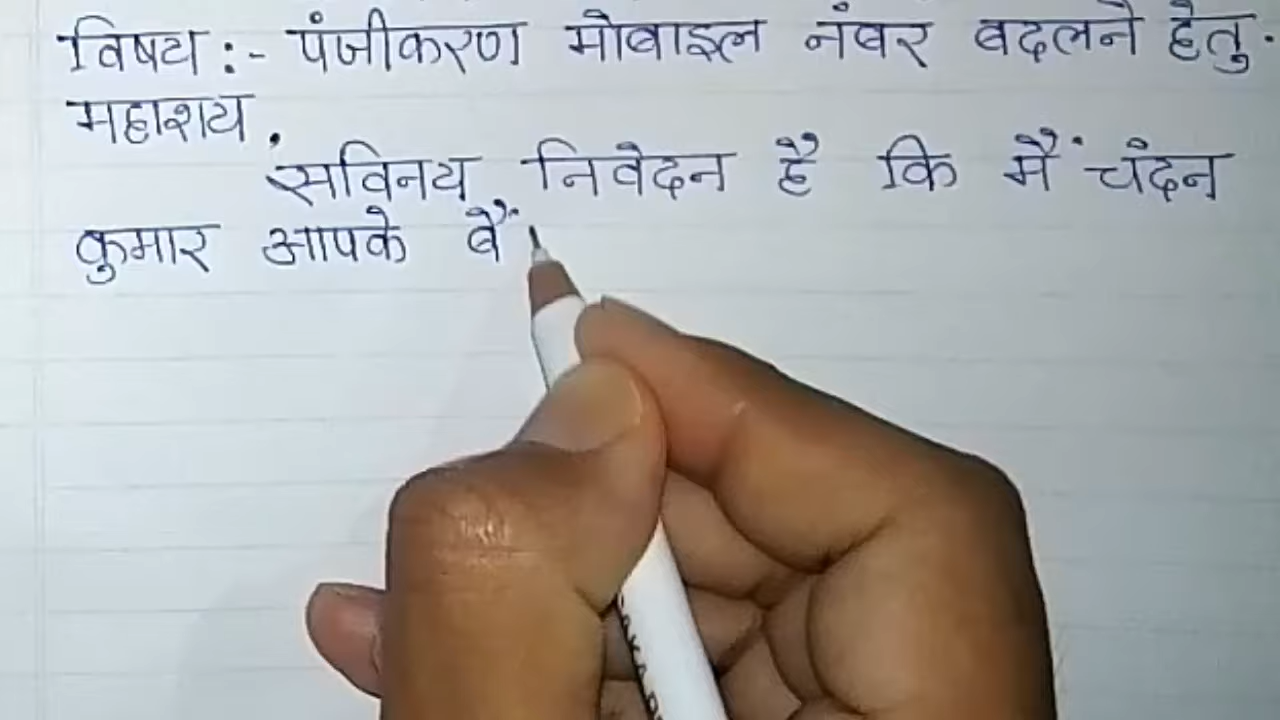 विषय :- पंजीकरण मोबाइल नंबर बदलने हेतु.
महाशय,
सविनय निवेदन है कि मैं चंदन
कुमार आपके बैं